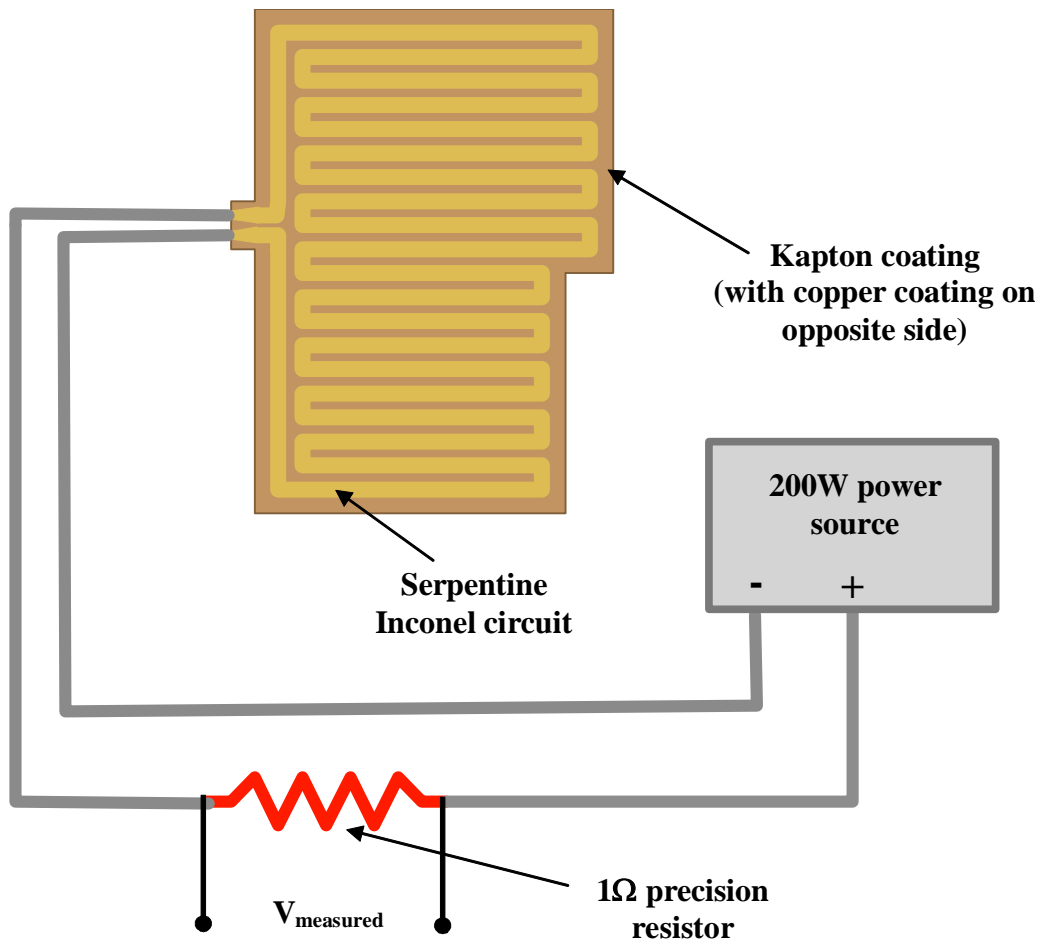 Kapton coating
(with copper coating on
opposite side)
200W power
source
- +
Serpentine
Inconel circuit
1Ω precision
resistor
Vmeasured